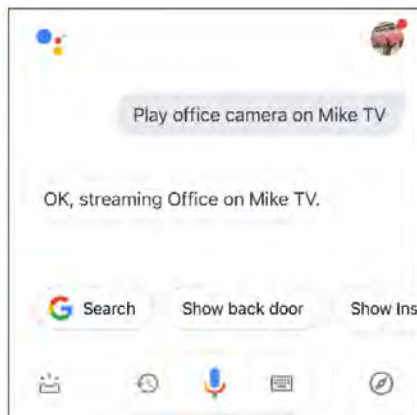 Play office camera on Mike TV
OK, streaming Office on Mike TV.
Search
Show back door
Show Ins